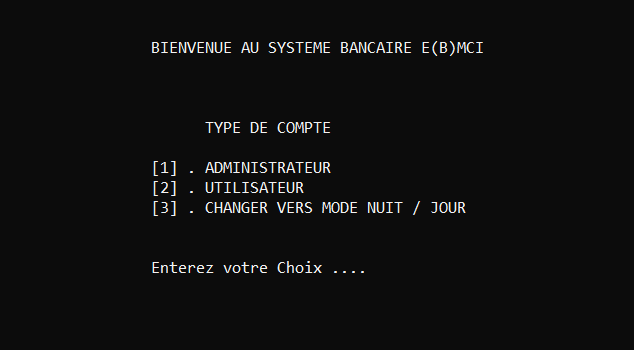 BIENVENUE AU SYSTEME BANCAIRE E(B)MCI
TYPE DE COMPTE
[1] . ADMINISTRATEUR
[2] . UTILISATEUR
[3] . CHANGER VERS MODE NUIT / JOUR
Enterez votre Choix ....